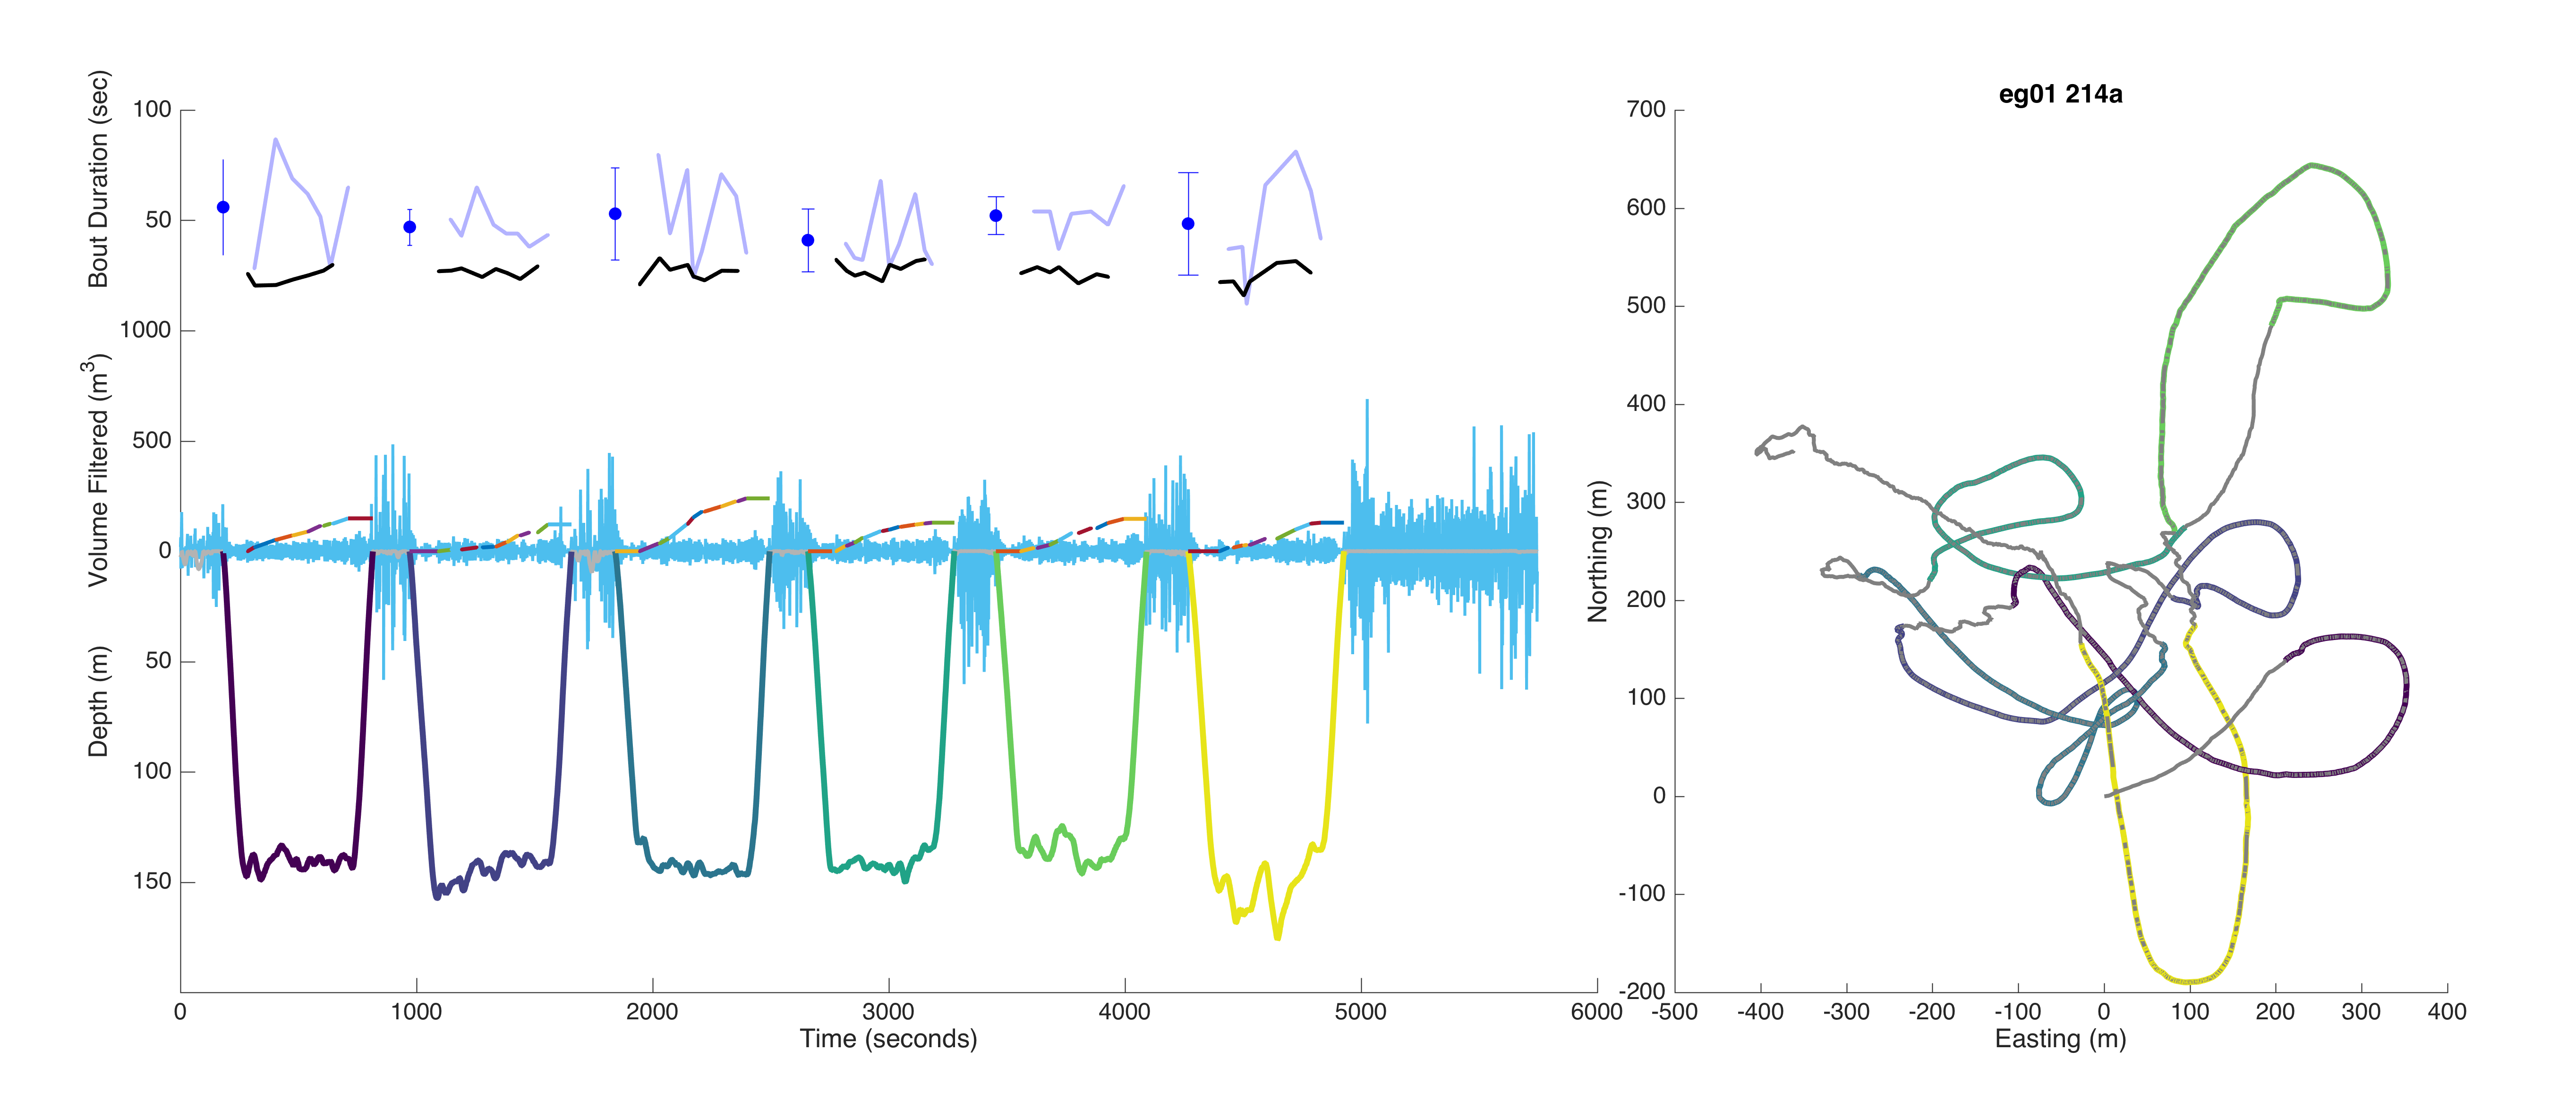 eg01 214a
Bout Duration (sec)
100
50
Volume Filtered (m³)
1000
500
0
Depth (m)
50
100
150
0 1000 2000 3000 4000 5000 6000
Time (seconds)
Northing (m)
700
600
500
400
300
200
100
0
-100
-200
-500 -400 -300 -200 -100 0 100 200 300 400
Easting (m)